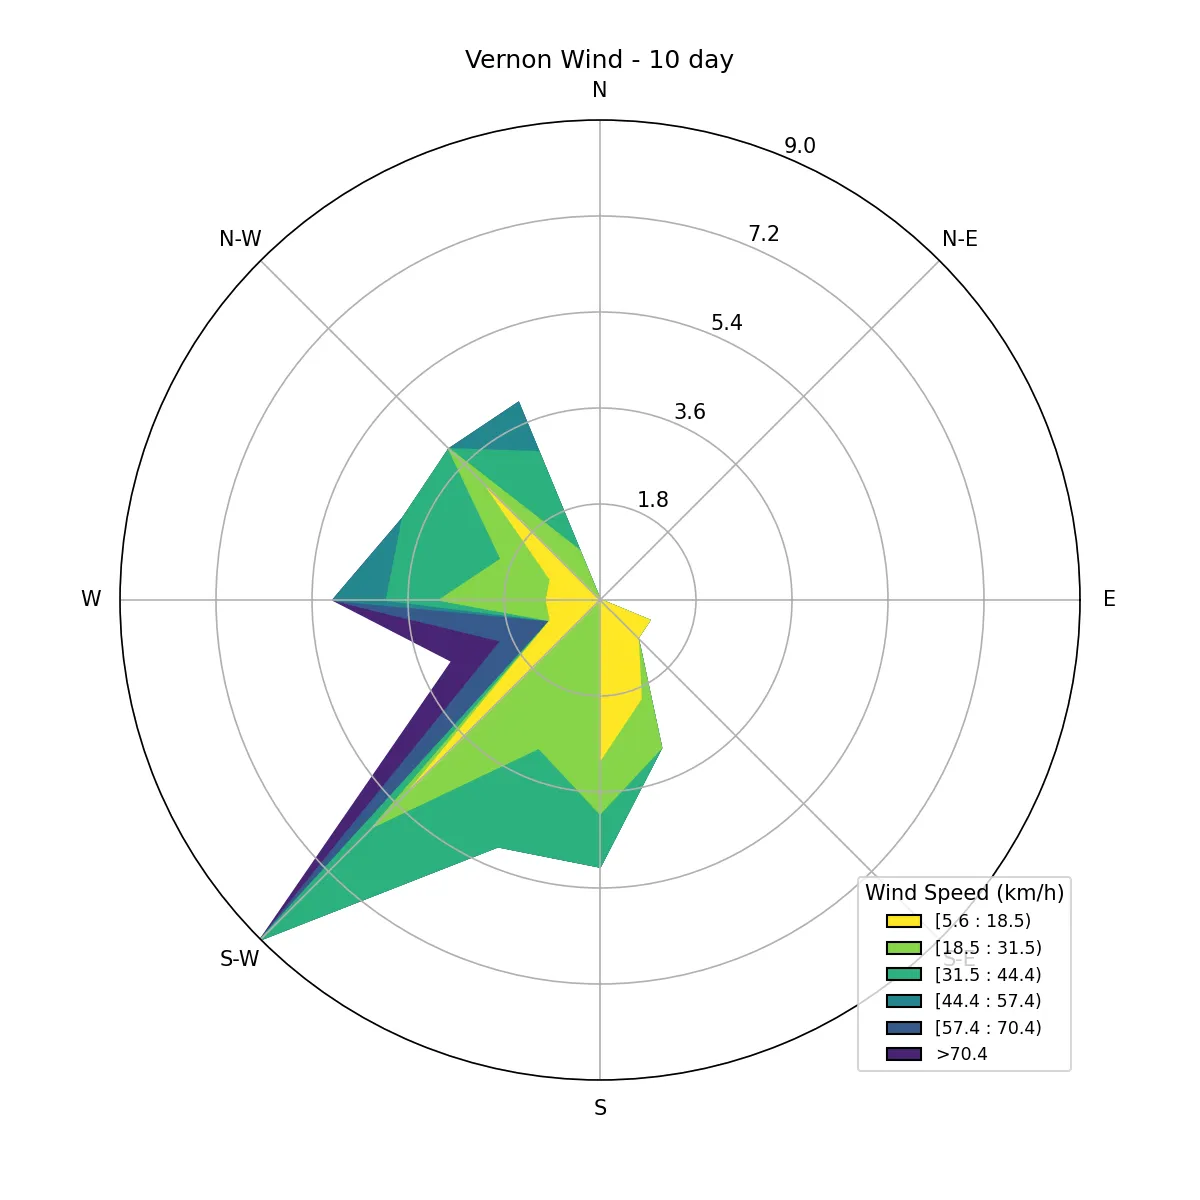 Vernon Wind - 10 day
N
9.0
N-W
7.2
N-E
5.4
3.6
1.8
W
E
S-W
S-E
Wind Speed (km/h)
[5.6 : 18.5)
[18.5 : 31.5)
[31.5 : 44.4)
[44.4 : 57.4)
[57.4 : 70.4)
>70.4
S